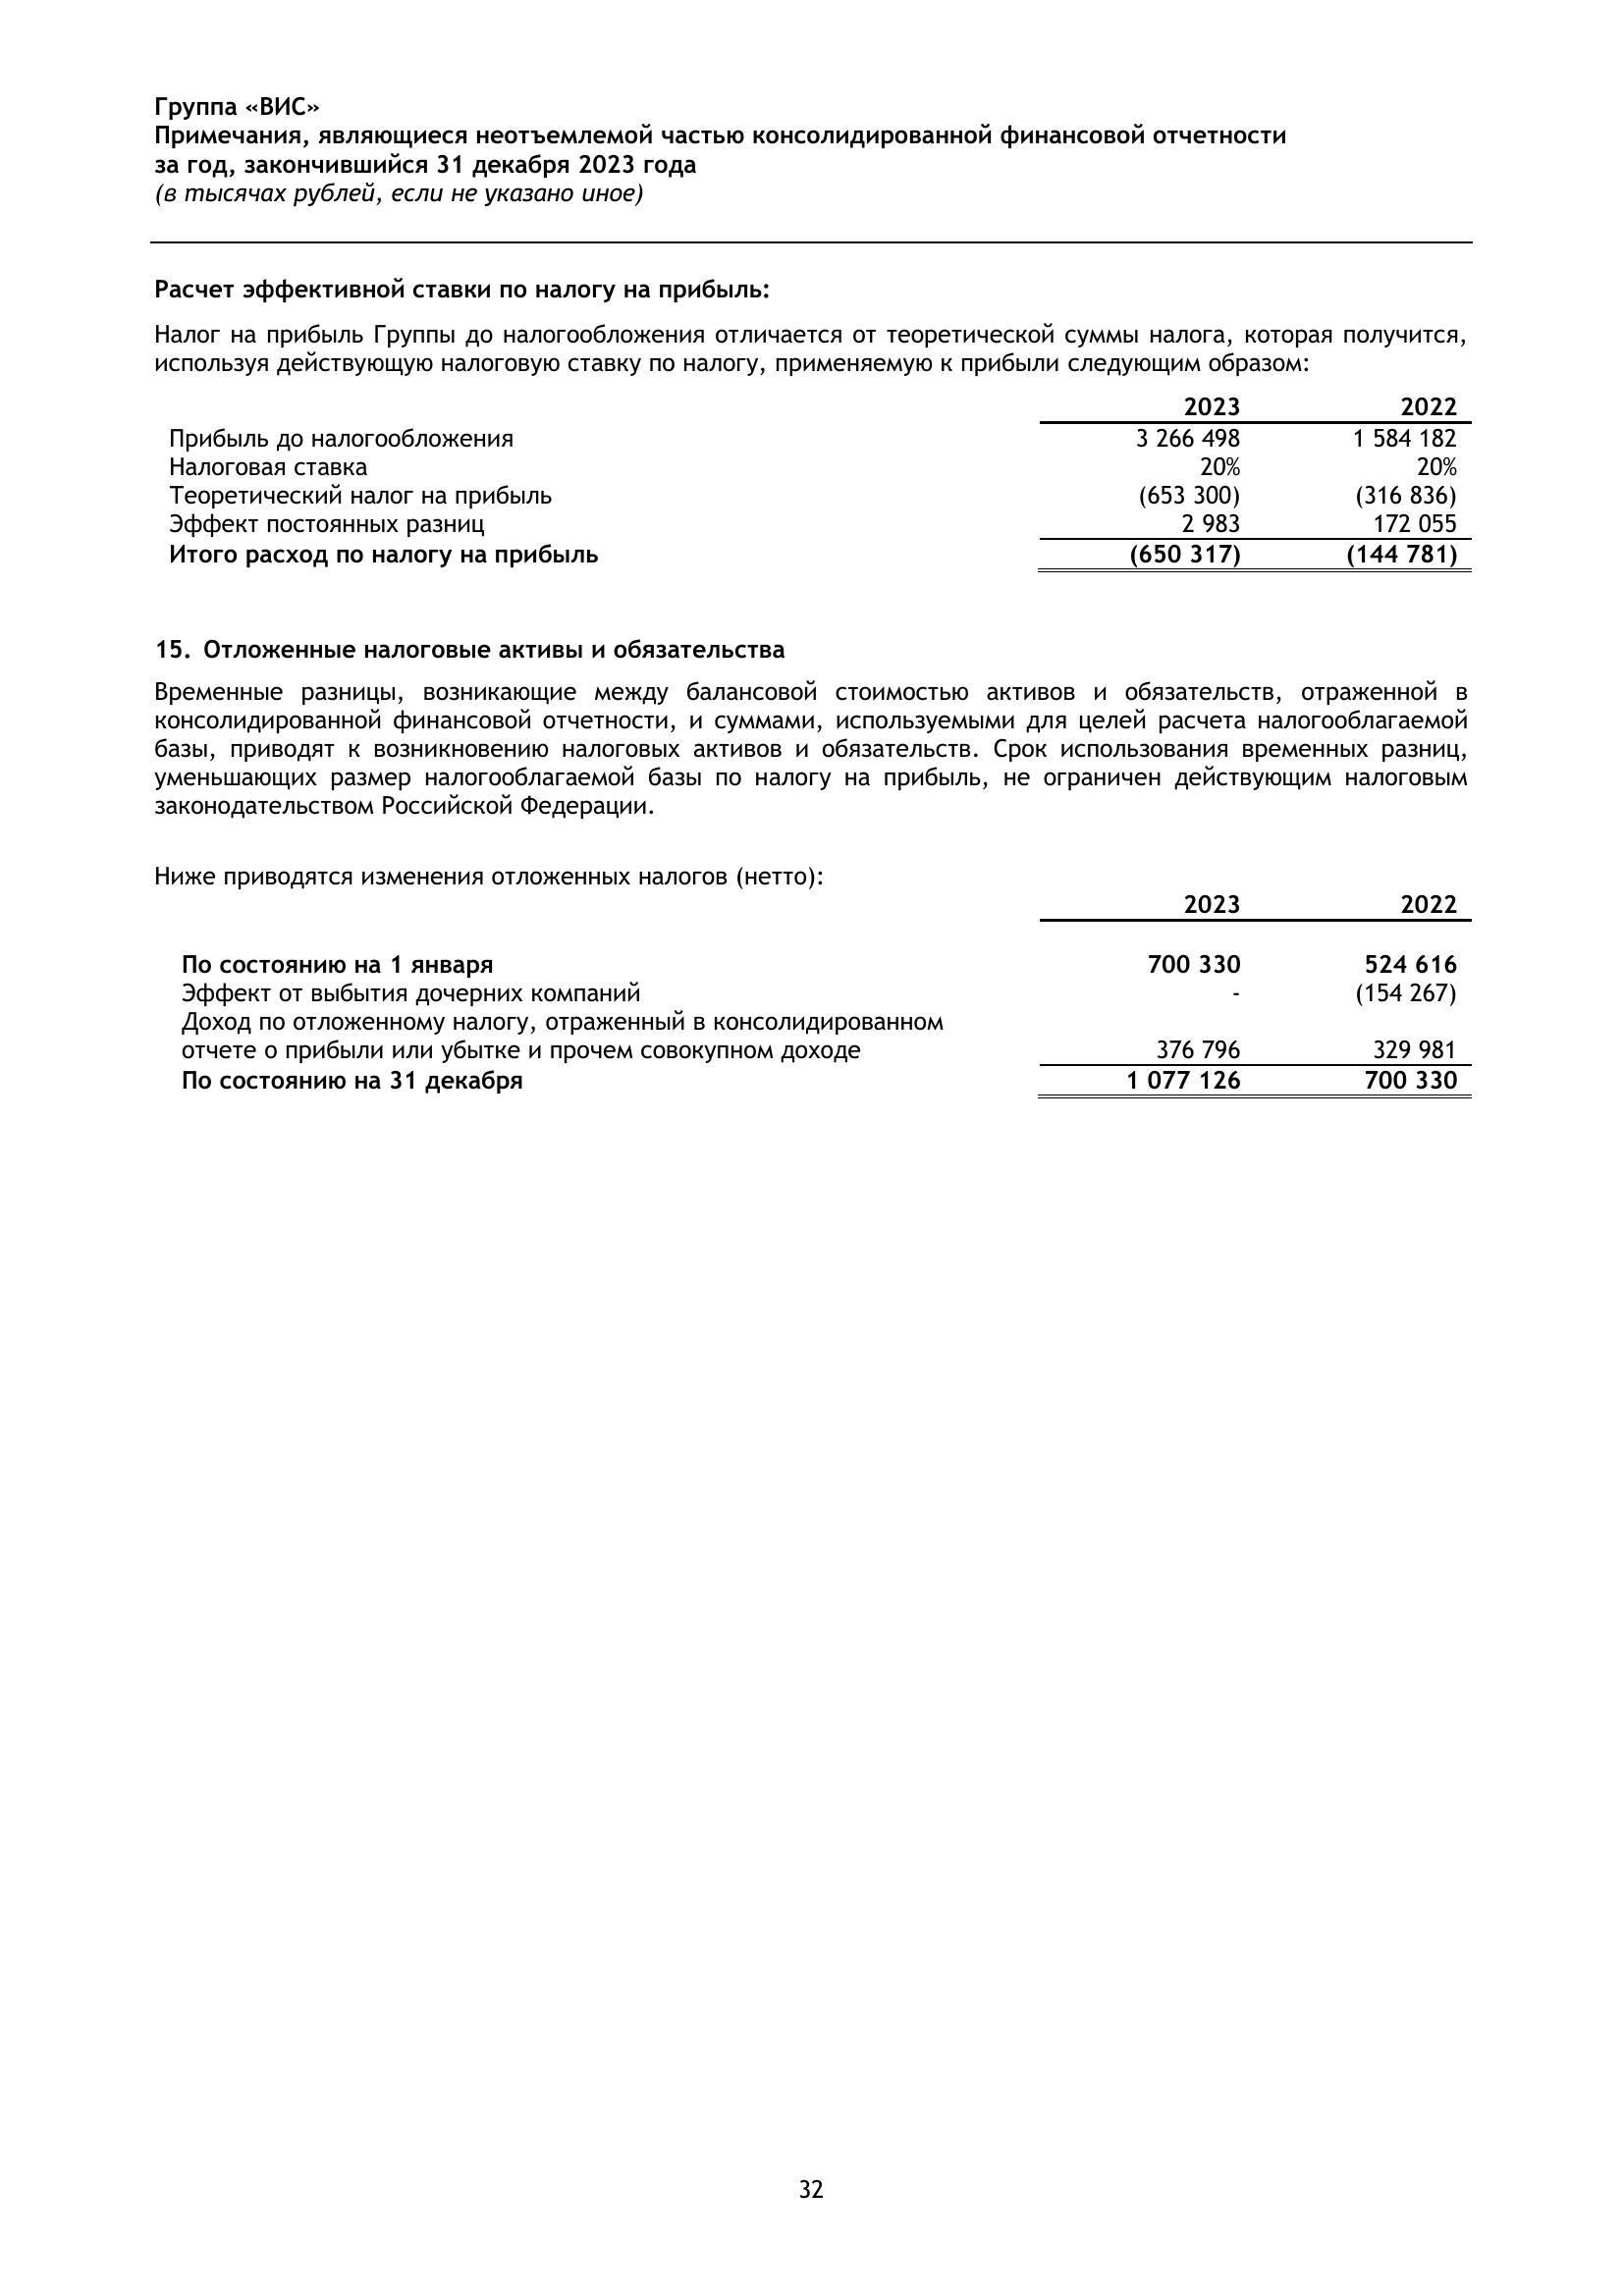 Группа «ВИС»
Примечания, являющиеся неотъемлемой частью консолидированной финансовой отчетности
за год, закончившийся 31 декабря 2023 года
(в тысячах рублей, если не указано иное)
Расчет эффективной ставки по налогу на прибыль:
Налог на прибыль Группы до налогообложения отличается от теоретической суммы налога, которая получится,
используя действующую налоговую ставку по налогу, применяемую к прибыли следующим образом:
2023 2022
Прибыль до налогообложения 3 266 498 1 584 182
Налоговая ставка 20% 20%
Теоретический налог на прибыль (653 300) (316 836)
Эффект постоянных разниц 2 983 172 055
Итого расход по налогу на прибыль (650 317) (144 781)
15. Отложенные налоговые активы и обязательства
Временные разницы, возникающие между балансовой стоимостью активов и обязательств, отраженной в
консолидированной финансовой отчетности, и суммами, используемыми для целей расчета налогооблагаемой
базы, приводят к возникновению налоговых активов и обязательств. Срок использования временных разниц,
уменьшающих размер налогооблагаемой базы по налогу на прибыль, не ограничен действующим налоговым
законодательством Российской Федерации.
Ниже приводятся изменения отложенных налогов (нетто):
2023 2022
По состоянию на 1 января 700 330 524 616
Эффект от выбытия дочерних компаний - (154 267)
Доход по отложенному налогу, отраженный в консолидированном
отчете о прибыли или убытке и прочем совокупном доходе 376 796 329 981
По состоянию на 31 декабря 1 077 126 700 330
32